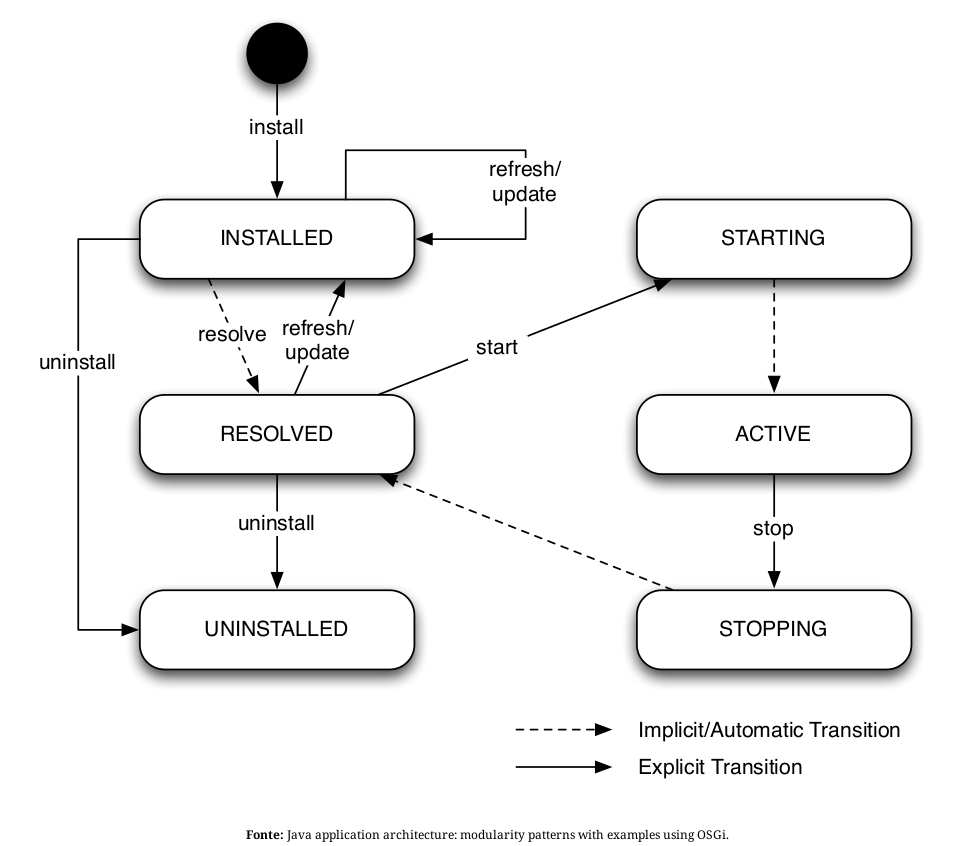 install
refresh/
update
INSTALLED
STARTING
resolve
refresh/
update
start
uninstall
RESOLVED
ACTIVE
uninstall
stop
UNINSTALLED
STOPPING
Implicit/Automatic Transition
Explicit Transition
Fonte: Java application architecture: modularity patterns with examples using OSGi.